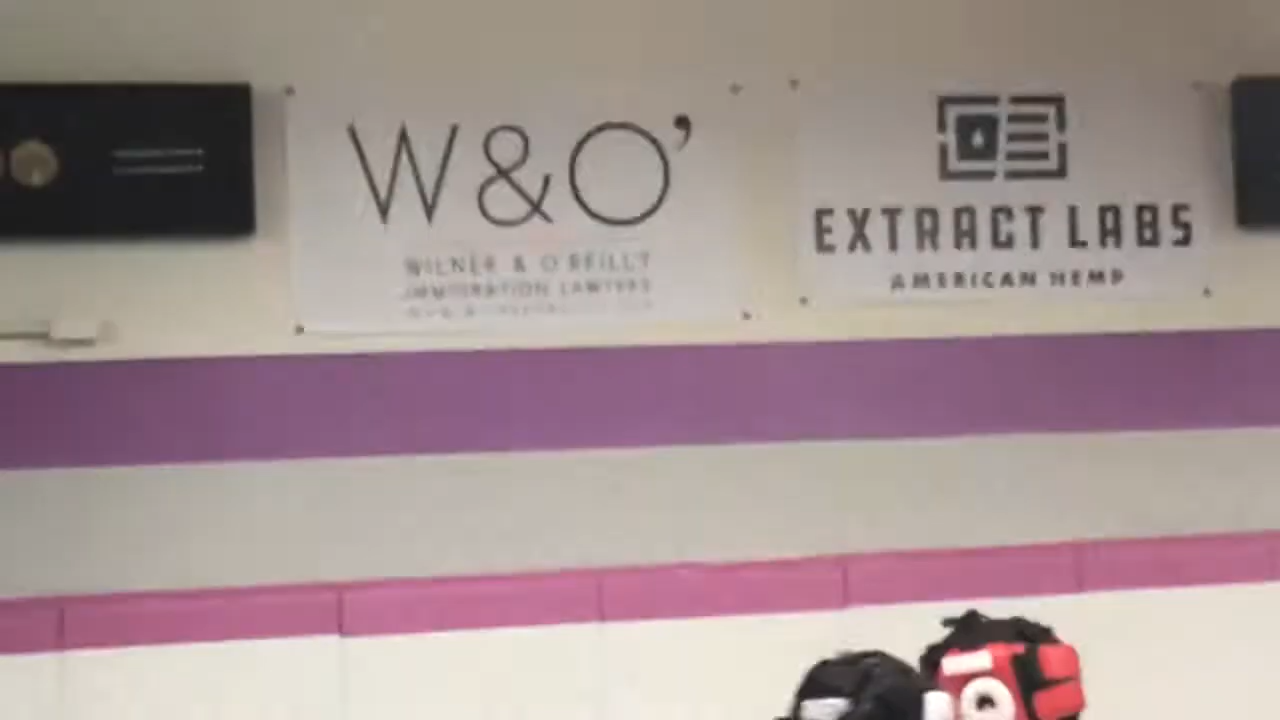 W&O’
WILNER & O'REILLY
IMMIGRATION LAWYERS
EXTRACT LABS
AMERICAN HEMP